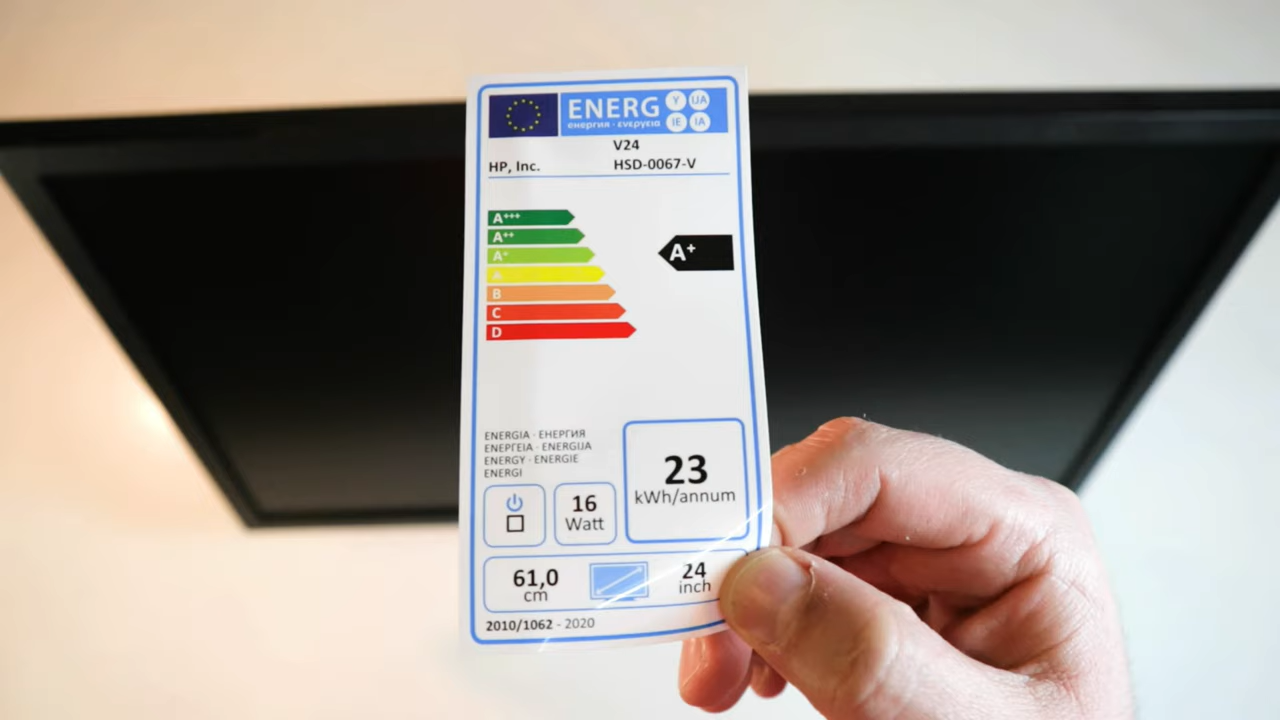 ENERG Y IJA
енергия · ενεργεια IE IA
V24
HP, Inc. HSD-0067-V
A+++
A++
A+
A+
A
B
C
D
ENERGIA · ЕНЕРГИЯ
ΕΝΕΡΓΕΙΑ · ENERGIJA
ENERGY · ENERGIE
ENERGI
23
kWh/annum
16
Watt
61,0
cm
24
inch
2010/1062 - 2020